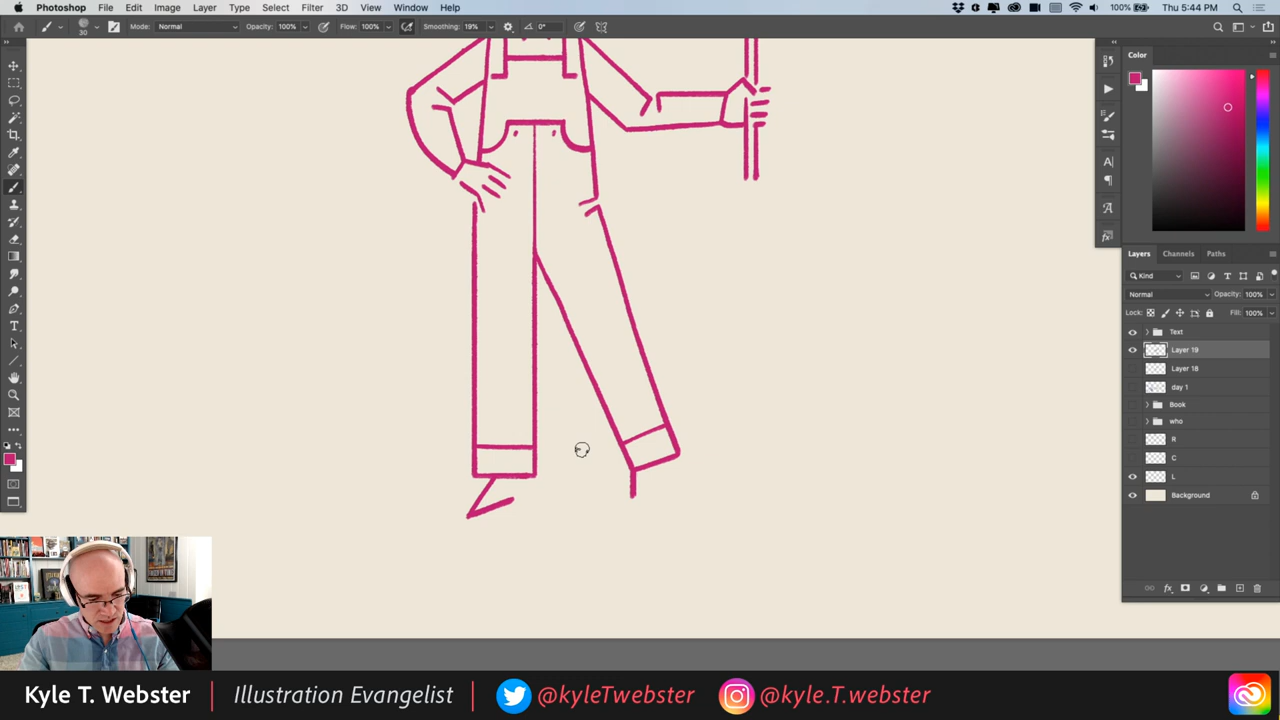 Photoshop File Edit Image Layer Type Select Filter 3D View Window Help 100% Thu 5:44 PM
30 Mode: Normal Opacity: 100% Flow: 100% Smoothing: 19% 0°
Color
Layers Channels Paths
Kind
Normal Opacity: 100%
Lock: Fill: 100%
Text
Layer 19
Layer 18
day 1
Book
who
R
C
L
Background
Kyle T. Webster Illustration Evangelist @kyleTwebster @kyle.T.webster